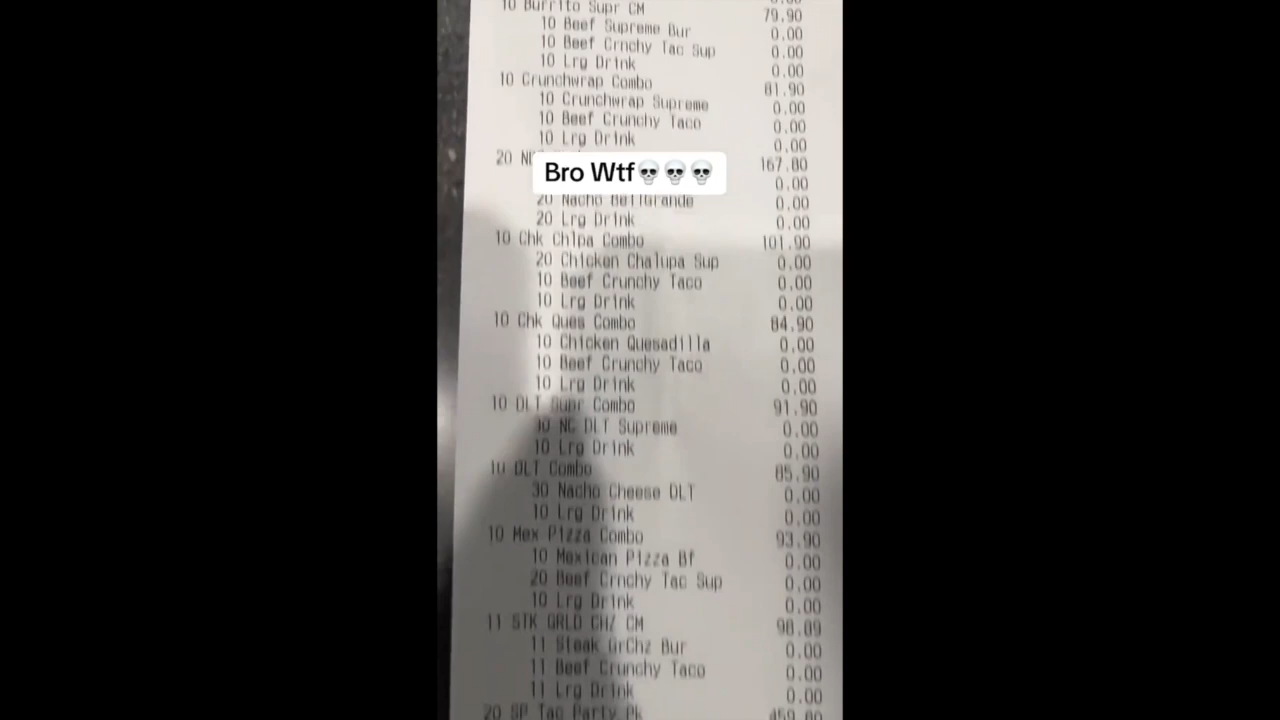 10 Burrito Supr CM 79.90
10 Beef Supreme Bur 0.00
10 Beef Crnchy Tac Sup 0.00
10 Lrg Drink 0.00
10 Crunchwrap Combo 81.90
10 Crunchwrap Supreme 0.00
10 Beef Crunchy Taco 0.00
10 Lrg Drink 0.00
20 167.80
Bro Wtf💀💀💀
0.00
20 Nacho BellGrande 0.00
20 Lrg Drink 0.00
10 Chk Chlpa Combo 101.90
20 Chicken Chalupa Sup 0.00
10 Beef Crunchy Taco 0.00
10 Lrg Drink 0.00
10 Chk Ques Combo 84.90
10 Chicken Quesadilla 0.00
10 Beef Crunchy Taco 0.00
10 Lrg Drink 0.00
10 DLT Supr Combo 91.90
30 NC DLT Supreme 0.00
10 Lrg Drink 0.00
10 DLT Combo 85.90
30 Nacho Cheese DLT 0.00
10 Lrg Drink 0.00
10 Mex Pizza Combo 93.90
10 Mexican Pizza Bf 0.00
20 Beef Crnchy Tac Sup 0.00
10 Lrg Drink 0.00
11 STK GRLD CHZ CM 98.89
11 Steak GrChz Bur 0.00
11 Beef Crunchy Taco 0.00
11 Lrg Drink 0.00
20 SP Tac Party Pk